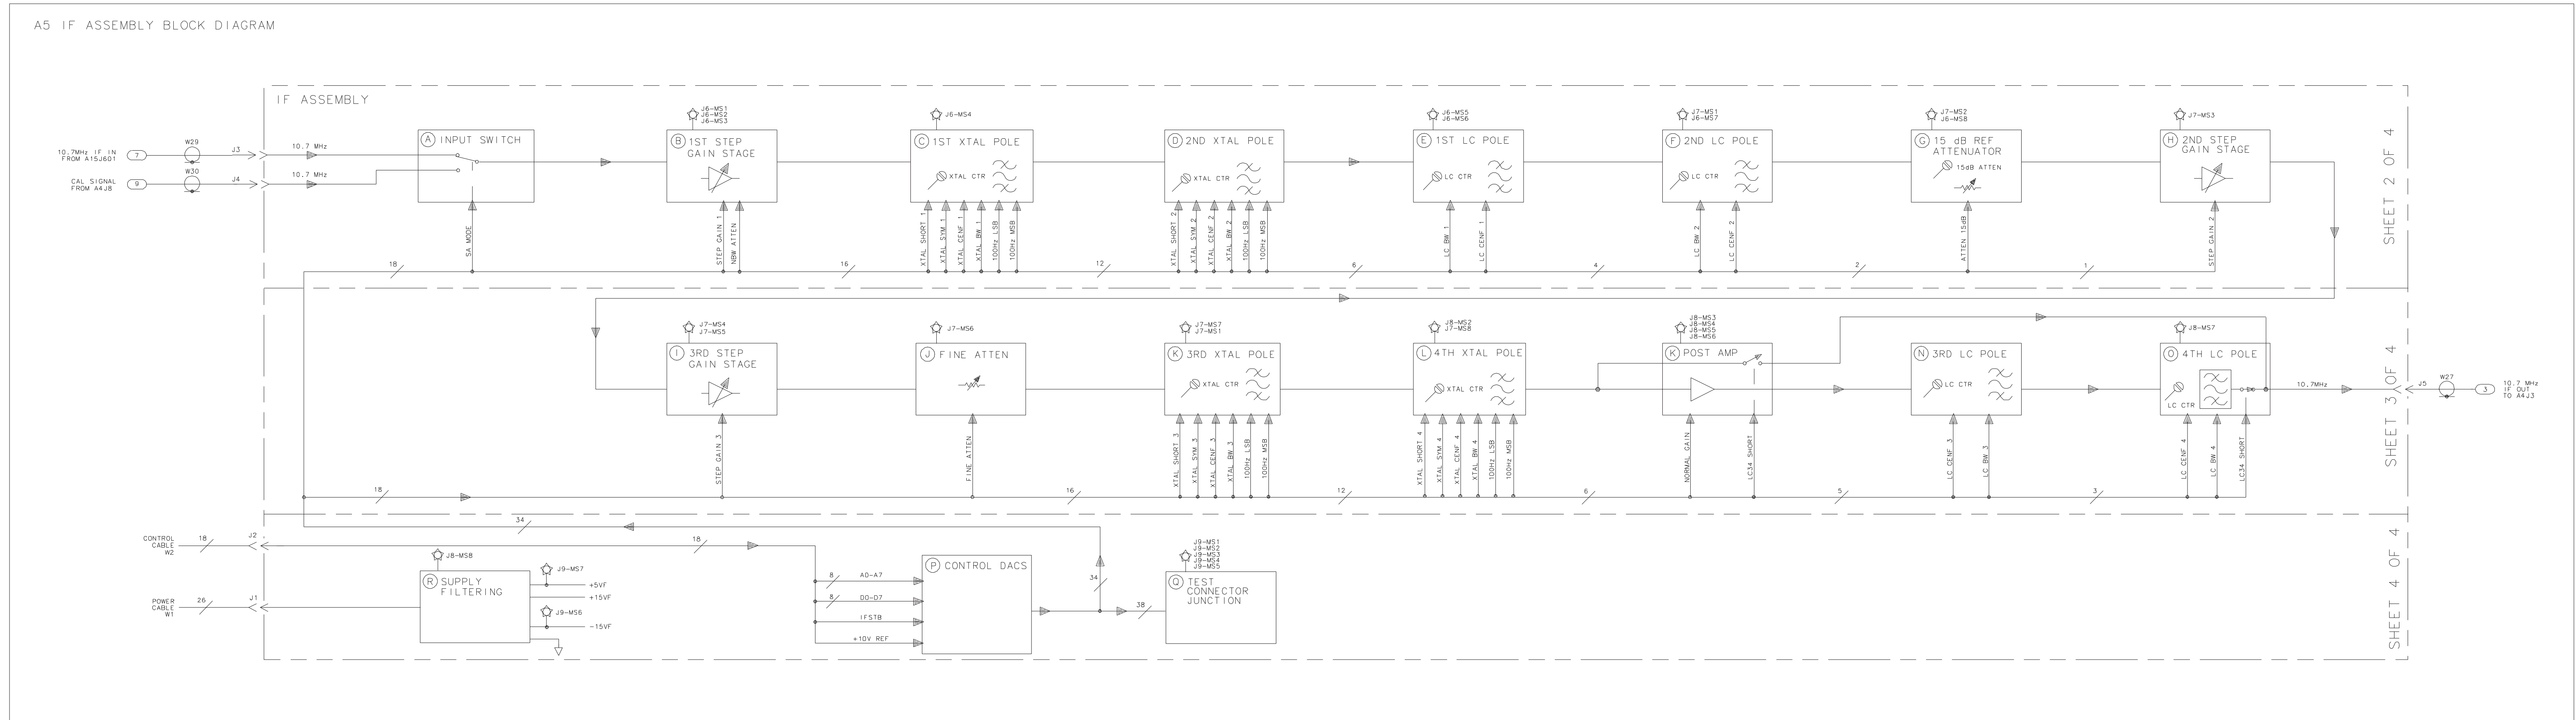 A5 IF ASSEMBLY BLOCK DIAGRAM
IF ASSEMBLY
10.7MHz IF IN
FROM A15J601
7
W29
J3
10.7 MHz
CAL SIGNAL
FROM A4J8
9
W30
J4
10.7 MHz
A INPUT SWITCH
SA MODE
J6-MS1
J6-MS2
J6-MS3
B 1ST STEP
GAIN STAGE
STEP GAIN 1
NBW ATTEN
J6-MS4
C 1ST XTAL POLE
XTAL CTR
XTAL SHORT 1
XTAL SYM 1
XTAL CENF 1
XTAL BW 1
100Hz LSB
100Hz MSB
D 2ND XTAL POLE
XTAL CTR
XTAL SHORT 2
XTAL SYM 2
XTAL CENF 2
XTAL BW 2
100Hz LSB
100Hz MSB
J6-MS5
J6-MS6
E 1ST LC POLE
LC CTR
LC BW 1
LC CENF 1
J7-MS1
J6-MS7
F 2ND LC POLE
LC CTR
LC BW 2
LC CENF 2
J7-MS2
J6-MS8
G 15 dB REF
ATTENUATOR
15dB ATTEN
ATTEN 15dB
J7-MS3
H 2ND STEP
GAIN STAGE
STEP GAIN 2
18
16
12
6
4
2
1
SHEET 2 OF 4
J7-MS4
J7-MS5
I 3RD STEP
GAIN STAGE
STEP GAIN 3
J7-MS6
J FINE ATTEN
FINE ATTEN
J7-MS7
J7-MS1
K 3RD XTAL POLE
XTAL CTR
XTAL SHORT 3
XTAL SYM 3
XTAL CENF 3
XTAL BW 3
100Hz LSB
100Hz MSB
J8-MS2
J7-MS8
L 4TH XTAL POLE
XTAL CTR
XTAL SHORT 4
XTAL SYM 4
XTAL CENF 4
XTAL BW 4
100Hz LSB
100Hz MSB
J8-MS3
J8-MS4
J8-MS5
J8-MS6
K POST AMP
NORMAL GAIN
LC34 SHORT
N 3RD LC POLE
LC CTR
LC CENF 3
LC BW 3
J8-MS7
O 4TH LC POLE
LC CTR
LC CENF 4
LC BW 4
LC34 SHORT
10.7MHz
J5
W27
3
10.7 MHz
IF OUT
TO A4J3
18
16
12
6
5
3
SHEET 3 OF 4
34
CONTROL
CABLE
W2
18
J2
18
POWER
CABLE
W1
26
J1
J8-MS8
R SUPPLY
FILTERING
J9-MS7
+5VF
+15VF
J9-MS6
-15VF
8
A0-A7
8
D0-D7
IFSTB
+10V REF
P CONTROL DACS
34
38
J9-MS1
J9-MS2
J9-MS3
J9-MS4
J9-MS5
Q TEST
CONNECTOR
JUNCTION
SHEET 4 OF 4